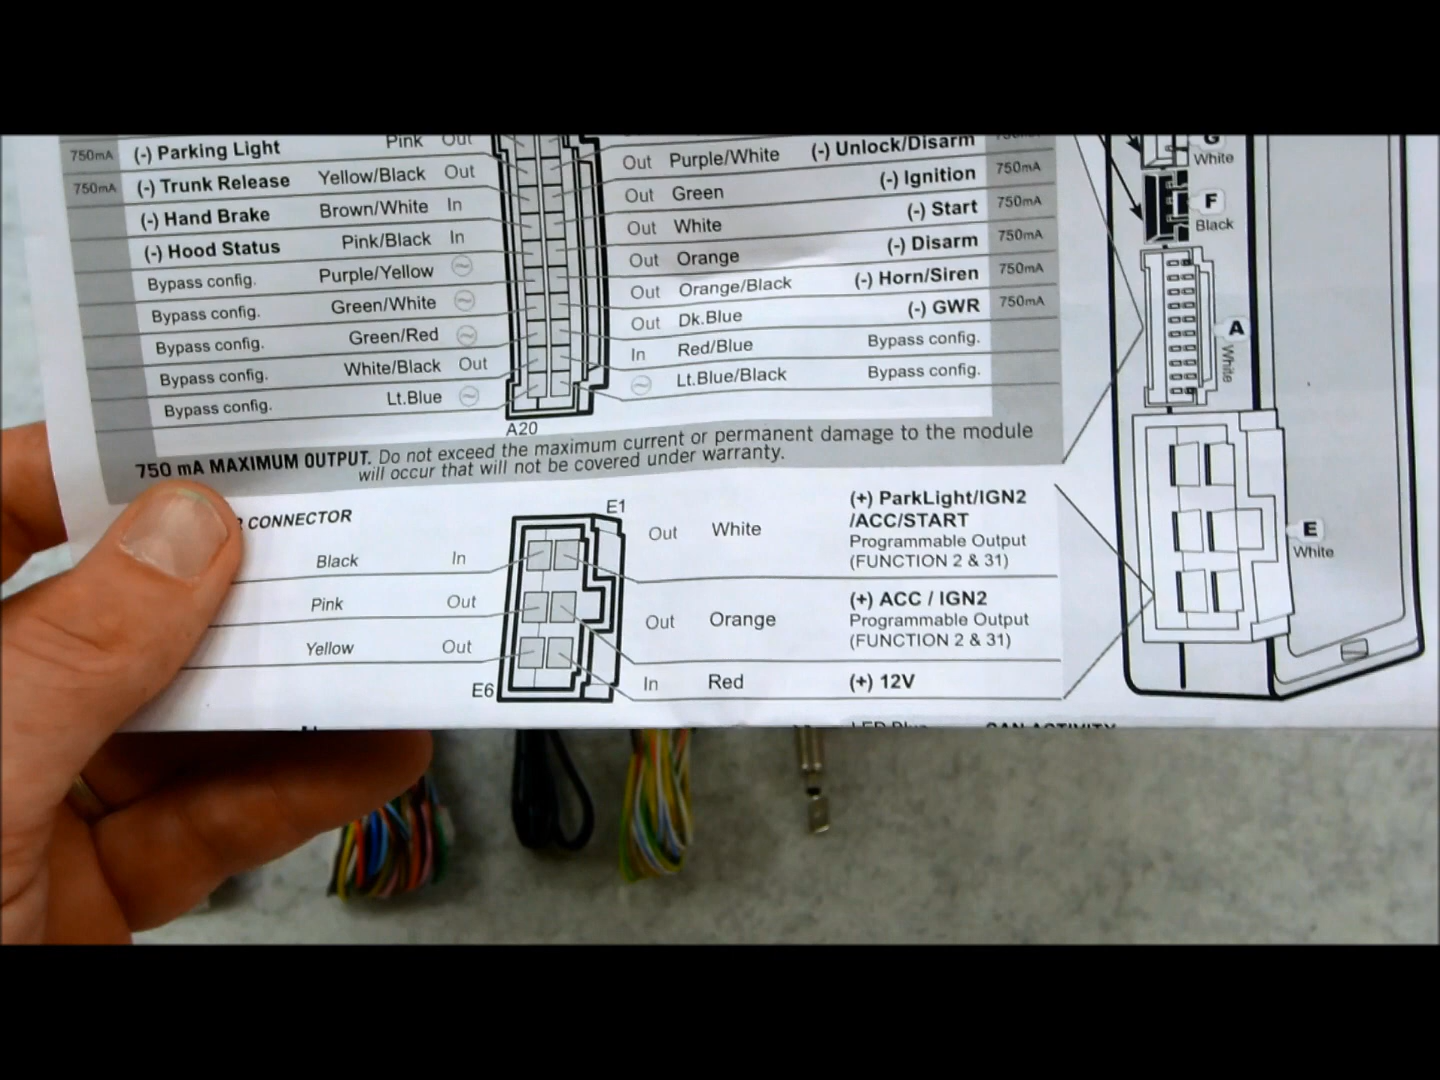 750mA (-) Parking Light Pink Out
750mA (-) Trunk Release Yellow/Black Out
(-) Hand Brake Brown/White In
(-) Hood Status Pink/Black In
Bypass config. Purple/Yellow
Bypass config. Green/White
Bypass config. Green/Red
Bypass config. White/Black Out
Bypass config. Lt.Blue
A20
Out Purple/White (-) Unlock/Disarm
Out Green (-) Ignition 750mA
Out White (-) Start 750mA
Out Orange (-) Disarm 750mA
Out Orange/Black (-) Horn/Siren 750mA
Out Dk.Blue (-) GWR 750mA
In Red/Blue Bypass config.
Lt.Blue/Black Bypass config.
750 mA MAXIMUM OUTPUT. Do not exceed the maximum current or permanent damage to the module
will occur that will not be covered under warranty.
CONNECTOR
Black In
Pink Out
Yellow Out
E1
E6
Out White (+) ParkLight/IGN2
/ACC/START
Programmable Output
(FUNCTION 2 & 31)
Out Orange (+) ACC / IGN2
Programmable Output
(FUNCTION 2 & 31)
In Red (+) 12V
G
White
F
Black
A
White
E
White